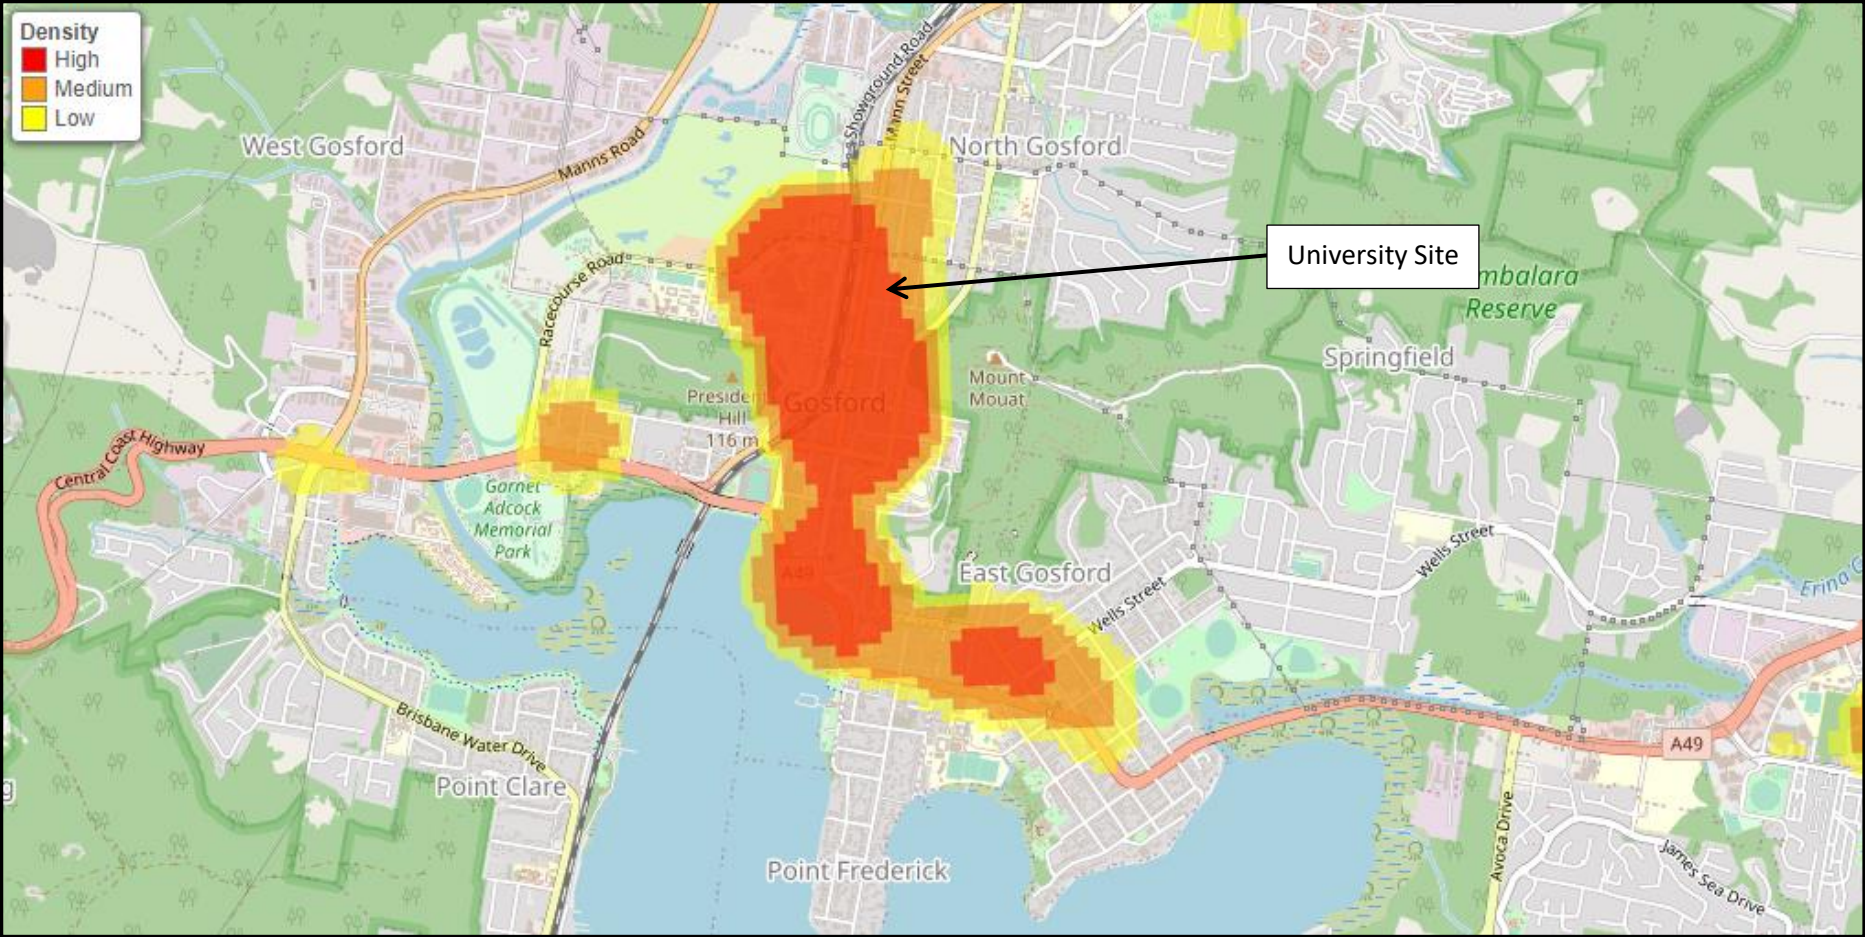 Density
High
Medium
Low
West Gosford
Manns Road
Showground Road
Mann Street
North Gosford
University Site
mbalara
Reserve
Racecourse Road
Springfield
Mount
Mouat
President
Hill
116 m
Gosford
Central Coast Highway
Garnet
Adcock
Memorial
Park
Wells Street
A49
East Gosford
Wells Street
Erina C
Brisbane Water Drive
A49
Point Clare
g
Point Frederick
Avoca Drive
James Sea Drive